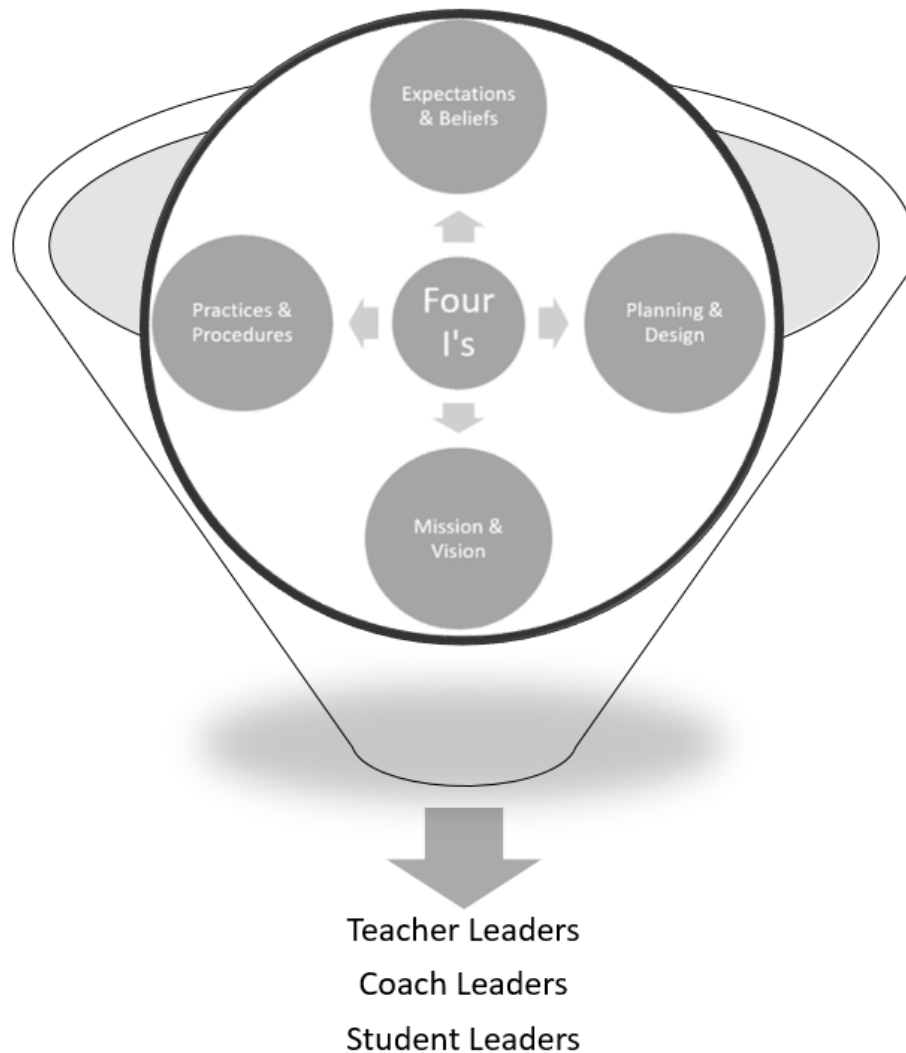 Expectations
& Beliefs
Practices &
Procedures
Four
I's
Planning &
Design
Mission &
Vision
Teacher Leaders
Coach Leaders
Student Leaders